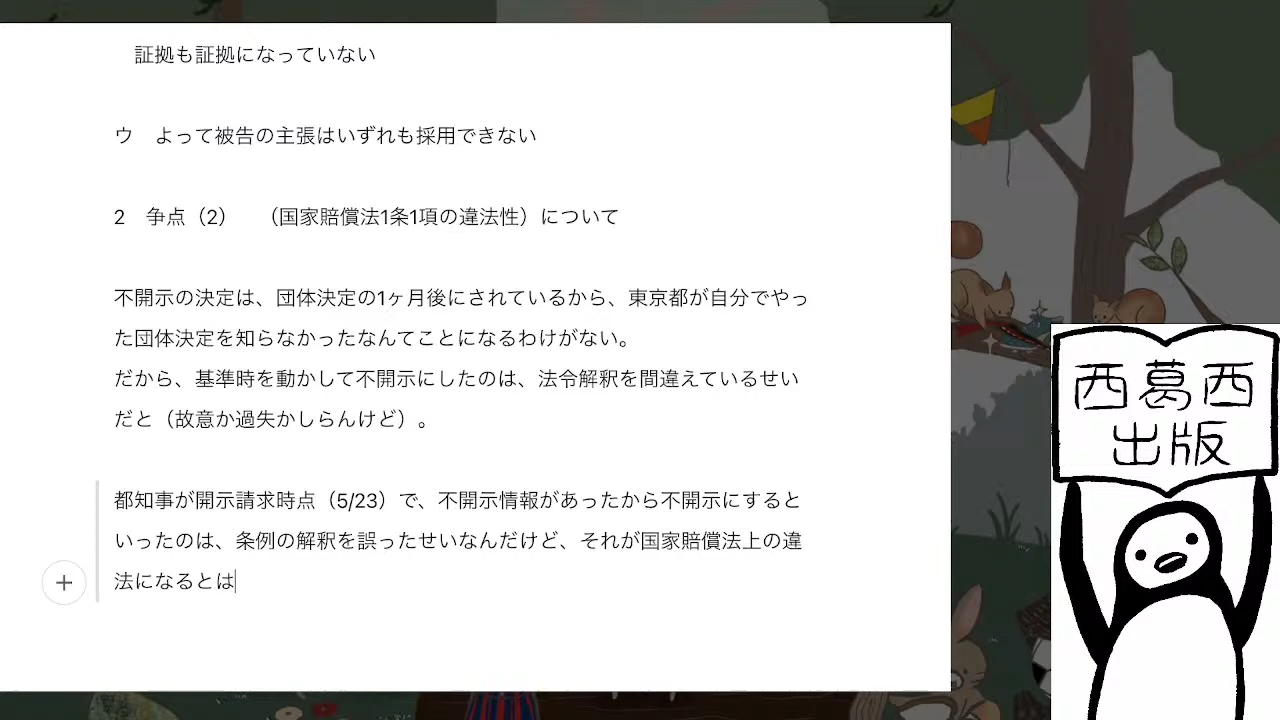 証拠も証拠になっていない
ウ　よって被告の主張はいずれも採用できない
2　争点（2）　（国家賠償法1条1項の違法性）について
不開示の決定は、団体決定の1ヶ月後にされているから、東京都が自分でやっ
た団体決定を知らなかったなんてことになるわけがない。
だから、基準時を動かして不開示にしたのは、法令解釈を間違えているせい
だと（故意か過失かしらんけど）。
都知事が開示請求時点（5/23）で、不開示情報があったから不開示にすると
いったのは、条例の解釈を誤ったせいなんだけど、それが国家賠償法上の違
法になるとは
西葛西
出版